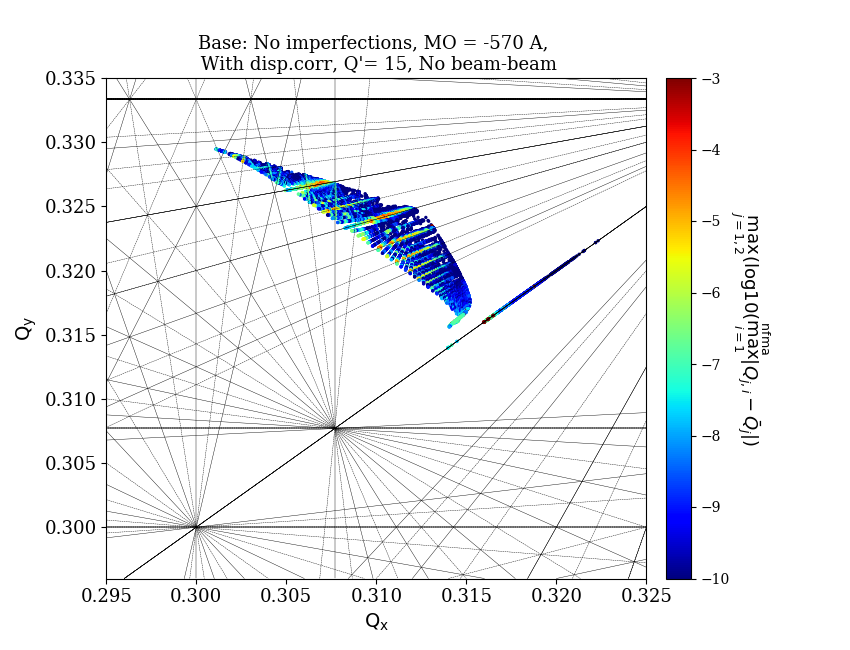 Base: No imperfections, MO = -570 A,
With disp.corr, Q'= 15, No beam-beam
0.335
0.330
0.325
0.320
0.315
0.310
0.305
0.300
Qy
0.295
0.300
0.305
0.310
0.315
0.320
0.325
Qx
−3
−4
−5
−6
−7
−8
−9
−10
max(log10(max|Q_{j,i} − Q̄_i|)
j = 1, 2
i = 1
nfma